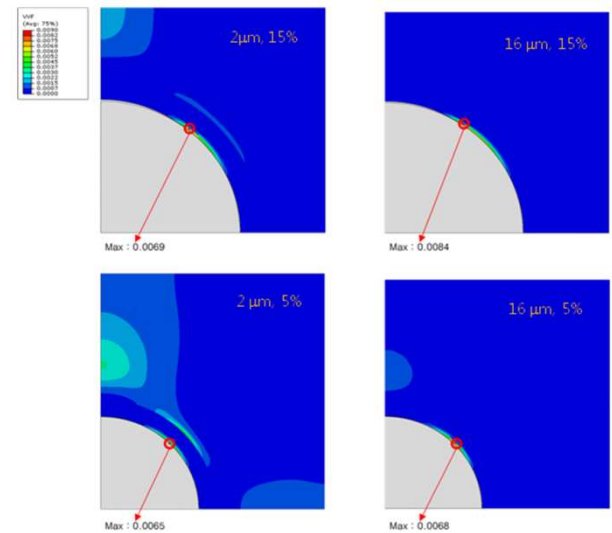 VVF
(Avg: 75%)
0.0090
0.0082
0.0075
0.0068
0.0060
0.0052
0.0045
0.0037
0.0030
0.0022
0.0015
0.0007
0.0000
2μm, 15%
16 μm, 15%
Max : 0.0069
Max : 0.0084
2 μm, 5%
16 μm, 5%
Max : 0.0065
Max : 0.0068